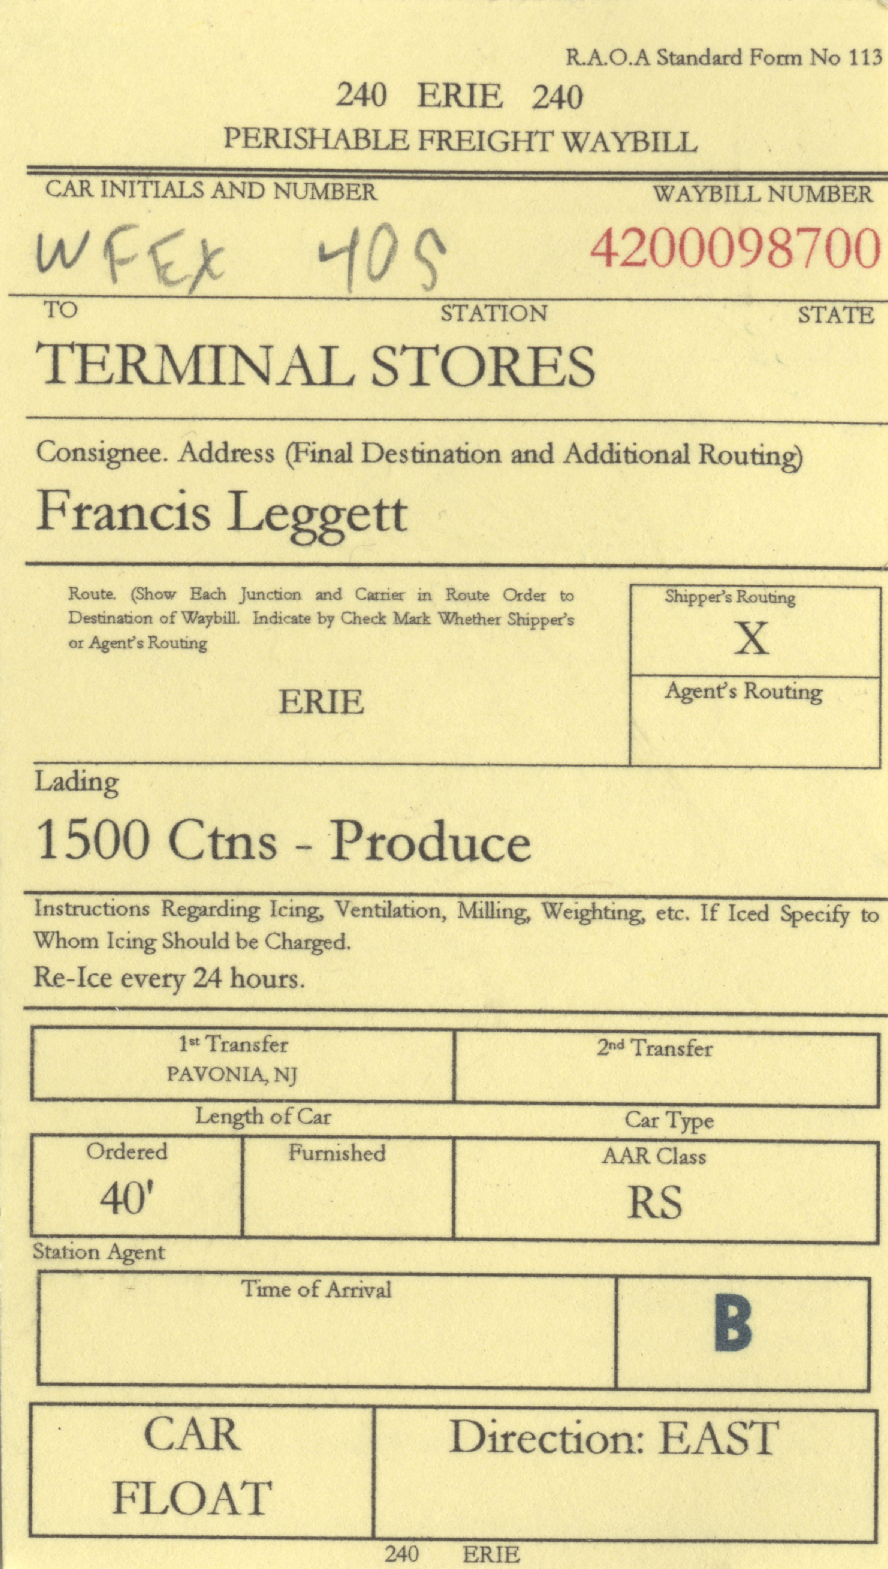 R.A.O.A Standard Form No 113
240 ERIE 240
PERISHABLE FREIGHT WAYBILL
CAR INITIALS AND NUMBER WAYBILL NUMBER
WFEX 405 4200098700
TO STATION STATE
TERMINAL STORES
Consignee. Address (Final Destination and Additional Routing)
Francis Leggett
Route. (Show Each Junction and Carrier in Route Order to
Destination of Waybill. Indicate by Check Mark Whether Shipper's
or Agent's Routing
ERIE
Shipper's Routing
X
Agent's Routing
Lading
1500 Ctns - Produce
Instructions Regarding Icing, Ventilation, Milling, Weighting, etc. If Iced Specify to
Whom Icing Should be Charged.
Re-Ice every 24 hours.
1st Transfer
PAVONIA, NJ
2nd Transfer
Length of Car Car Type
Ordered Furnished AAR Class
40' RS
Station Agent
Time of Arrival
B
CAR
FLOAT
Direction: EAST
240 ERIE